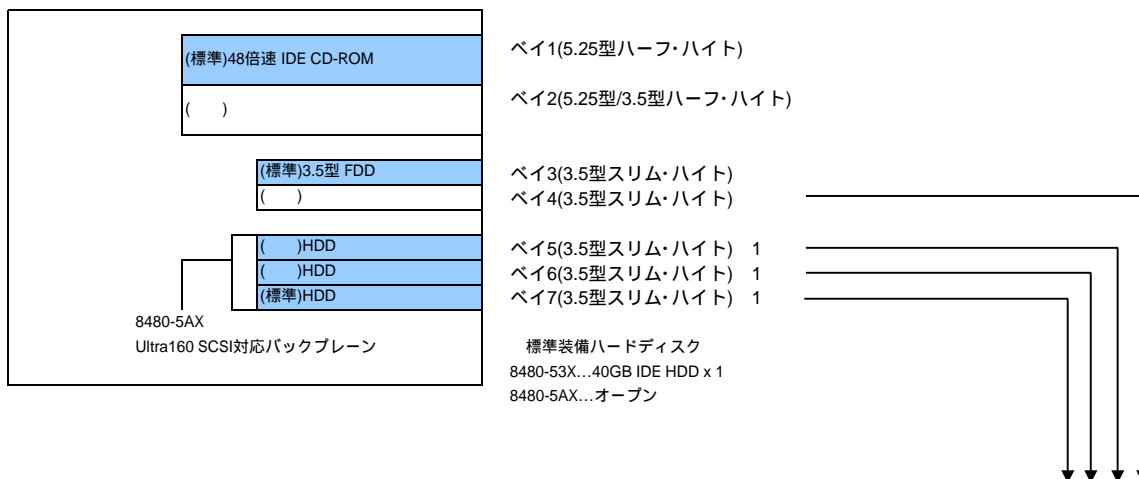 (標準)48倍速 IDE CD-ROM
ベイ1(5.25型ハーフ・ハイト)
(　　)
ベイ2(5.25型/3.5型ハーフ・ハイト)
(標準)3.5型 FDD
ベイ3(3.5型スリム・ハイト)
(　　)
ベイ4(3.5型スリム・ハイト)
(　　)HDD
ベイ5(3.5型スリム・ハイト)　1
(　　)HDD
ベイ6(3.5型スリム・ハイト)　1
(標準)HDD
ベイ7(3.5型スリム・ハイト)　1
8480-5AX
Ultra160 SCSI対応バックプレーン
標準装備ハードディスク
8480-53X…40GB IDE HDD x 1
8480-5AX…オープン